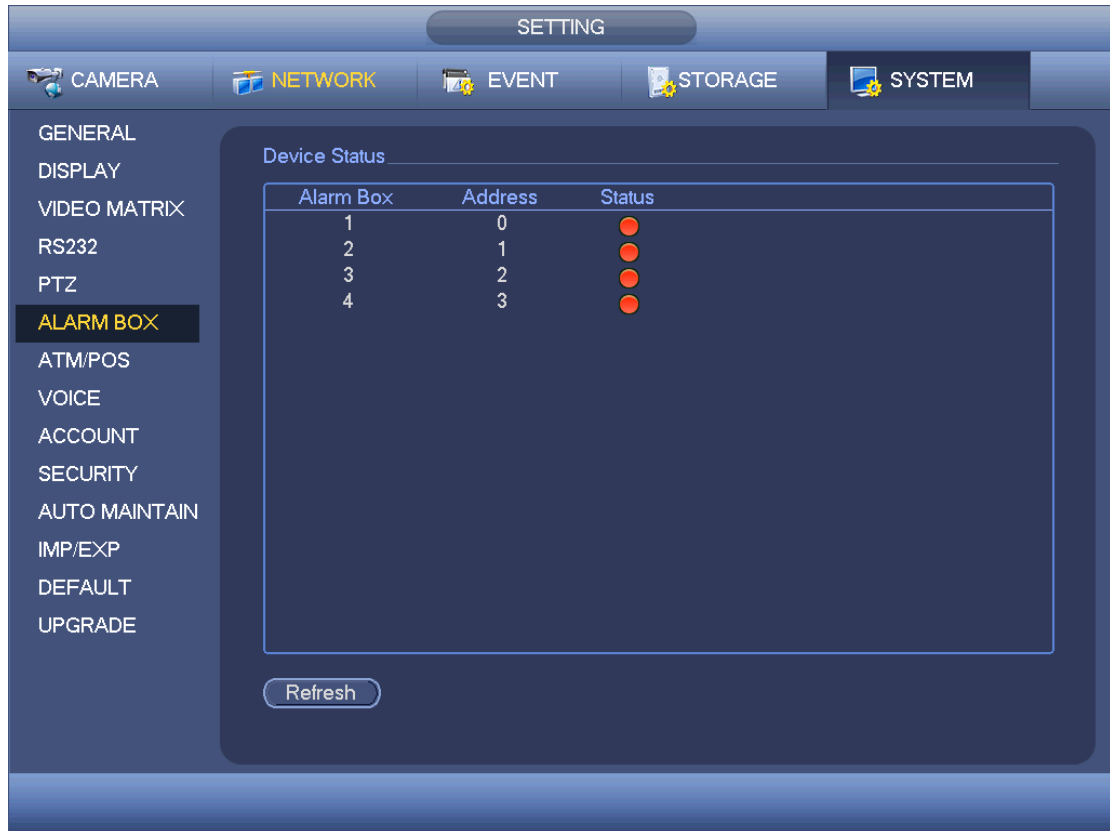 SETTING
CAMERA NETWORK EVENT STORAGE SYSTEM
GENERAL
DISPLAY
VIDEO MATRIX
RS232
PTZ
ALARM BOX
ATM/POS
VOICE
ACCOUNT
SECURITY
AUTO MAINTAIN
IMP/EXP
DEFAULT
UPGRADE
Device Status
Alarm Box Address Status
1 0
2 1
3 2
4 3
Refresh